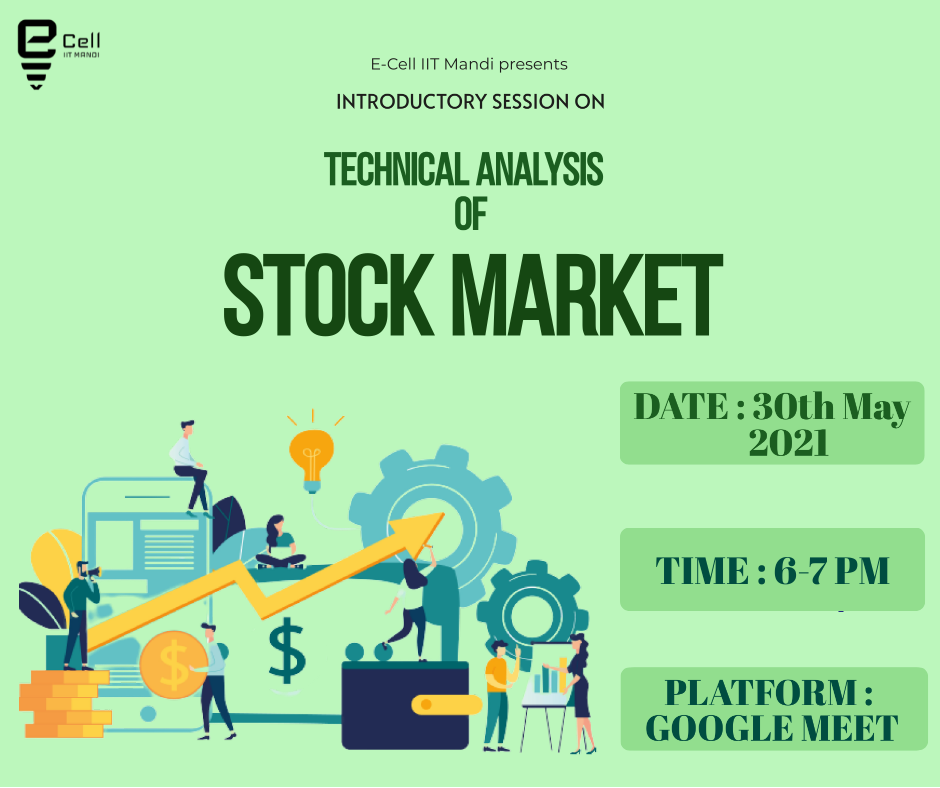 e Cell
IIT MANDI
E-Cell IIT Mandi presents
INTRODUCTORY SESSION ON
TECHNICAL ANALYSIS
OF
STOCK MARKET
DATE : 30th May
2021
TIME : 6-7 PM
PLATFORM :
GOOGLE MEET
$
$